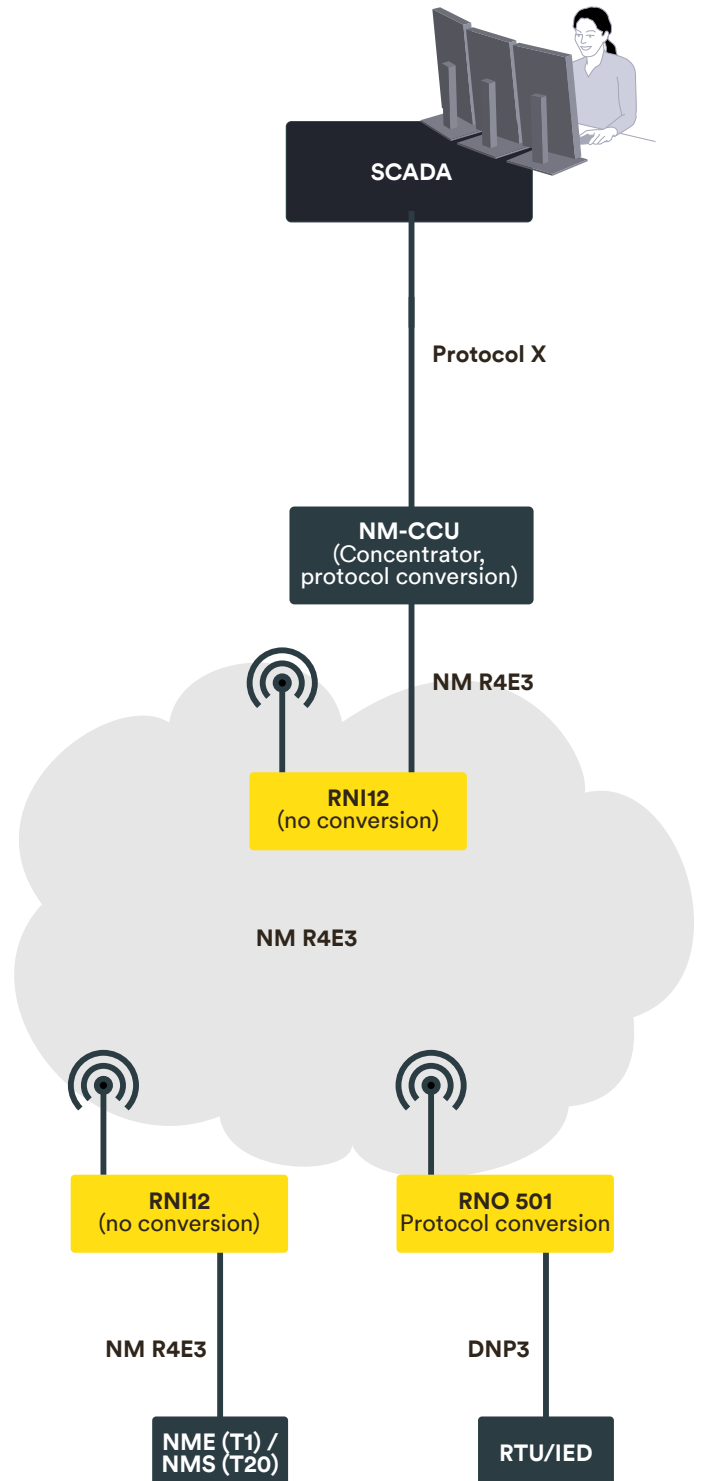 SCADA
Protocol X
NM-CCU
(Concentrator,
protocol conversion)
NM R4E3
RNI12
(no conversion)
NM R4E3
RNI12
(no conversion)
RNO 501
Protocol conversion
NM R4E3
DNP3
NME (T1) /
NMS (T20)
RTU/IED